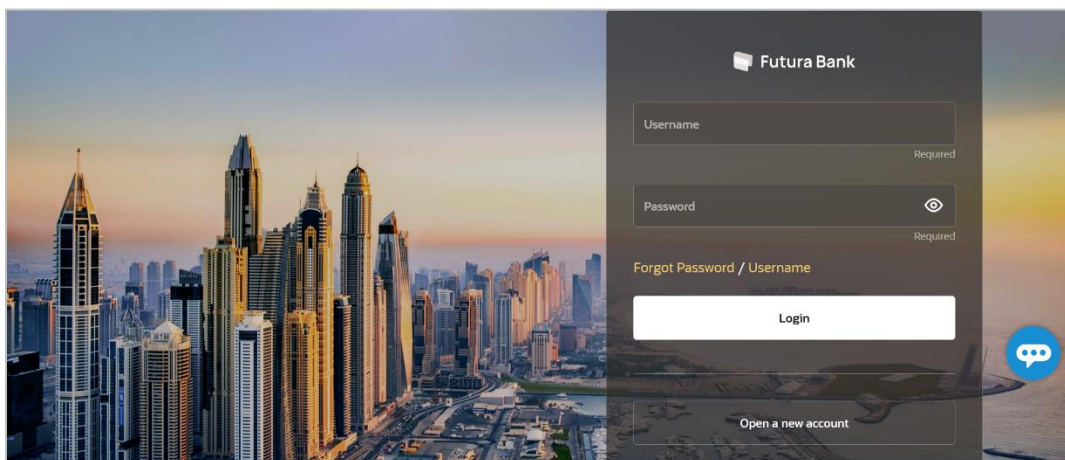 Futura Bank
Username
Required
Password
Required
Forgot Password / Username
Login
Open a new account